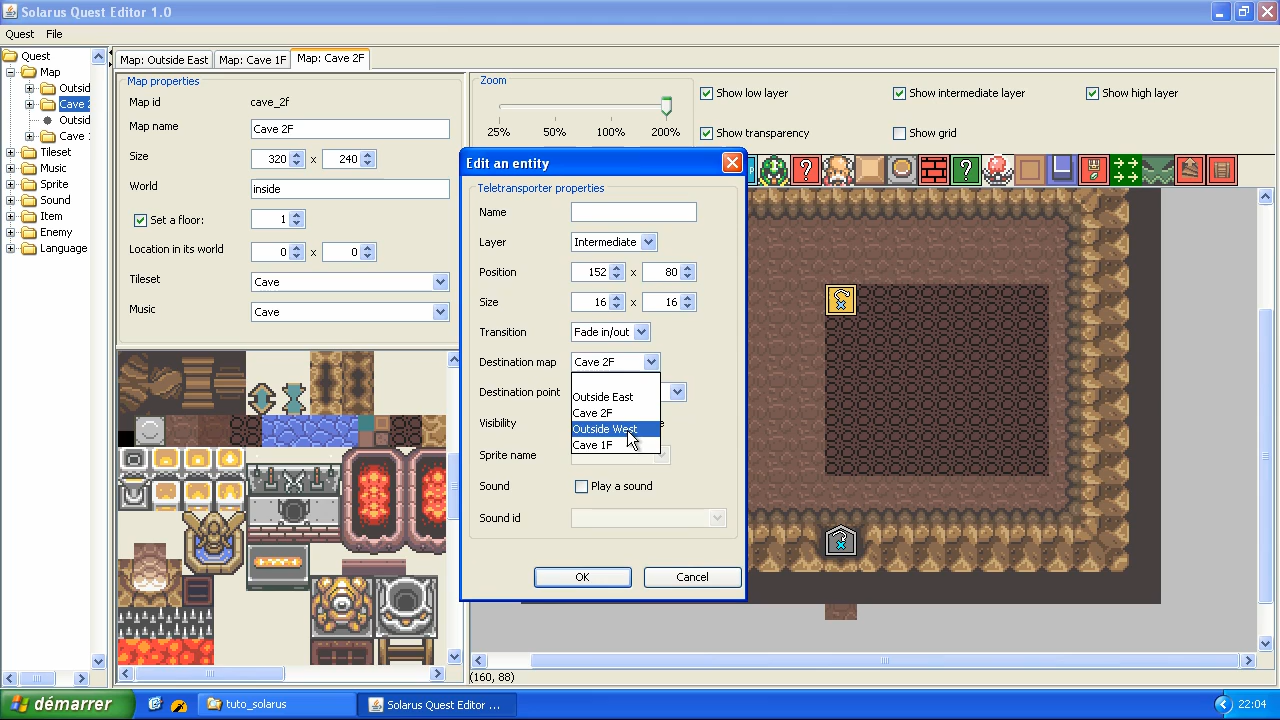 Solarus Quest Editor 1.0
Quest File
Quest
Map
Outsid
Cave 2
Outsid
Cave
Tileset
Music
Sprite
Sound
Item
Enemy
Language
Map: Outside East Map: Cave 1F Map: Cave 2F
Map properties
Map id cave_2f
Map name Cave 2F
Size 320 x 240
World inside
Set a floor: 1
Location in its world 0 x 0
Tileset Cave
Music Cave
Zoom
25% 50% 100% 200%
Show low layer Show intermediate layer Show high layer
Show transparency Show grid
Edit an entity
Teletransporter properties
Name
Layer Intermediate
Position 152 x 80
Size 16 x 16
Transition Fade in/out
Destination map Cave 2F
Outside East
Cave 2F
Outside West
Cave 1F
Destination point
Visibility
Sprite name
Sound Play a sound
Sound id
OK Cancel
(160, 88)
démarrer tuto_solarus Solarus Quest Editor ... 22:04